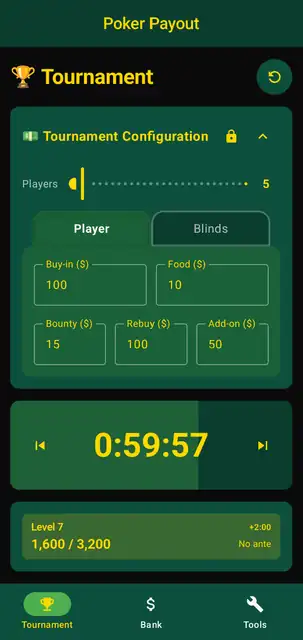 Poker Payout
🏆 Tournament
💵 Tournament Configuration
Players 5
Player Blinds
Buy-in ($) Food ($)
100 10
Bounty ($) Rebuy ($) Add-on ($)
15 100 50
0:59:57
Level 7 +2:00
1,600 / 3,200 No ante
Tournament Bank Tools